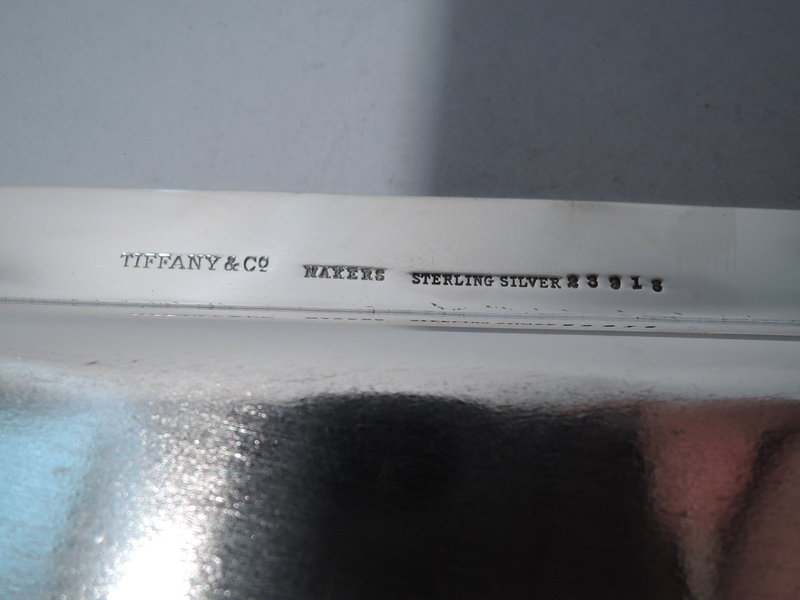 TIFFANY & Cº MAKERS STERLING SILVER 23313